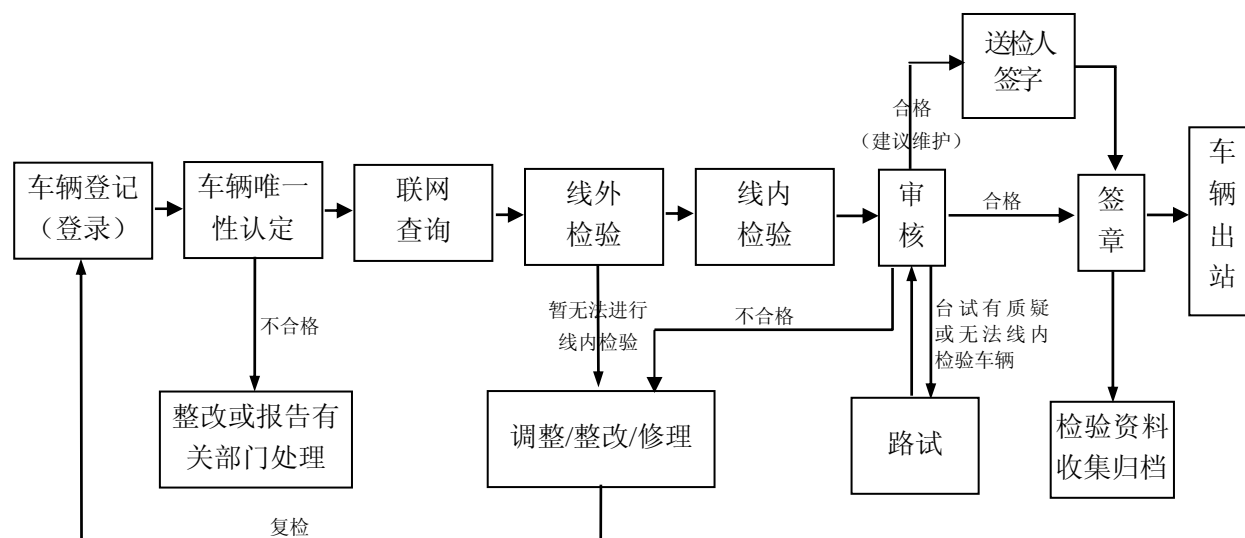 送检人
签字
合格
（建议维护）
车辆登记
（登录）
车辆唯一
性认定
联网
查询
线外
检验
线内
检验
审
核
合格
签
章
车
辆
出
站
不合格
暂无法进行
线内检验
不合格
台试有质疑
或无法线内
检验车辆
整改或报告有
关部门处理
调整/整改/修理
路试
检验资料
收集归档
复检